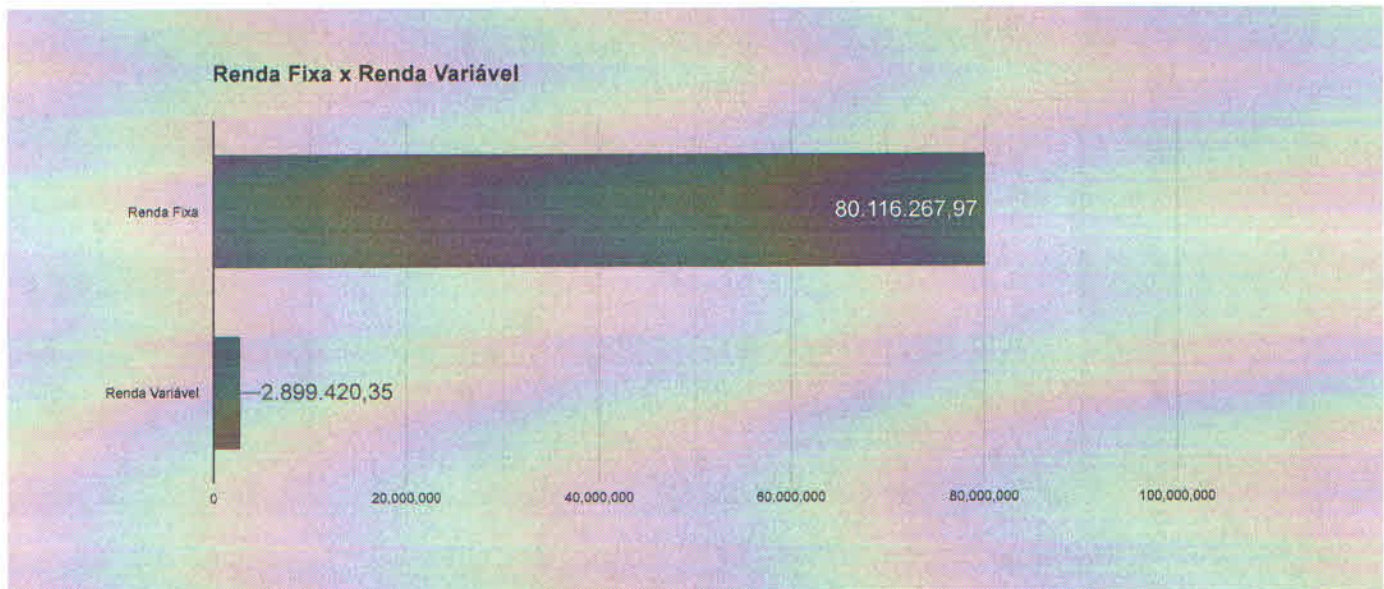 Renda Fixa x Renda Variável
Renda Fixa
80.116.267,97
Renda Variável
2.899.420,35
0
20,000,000
40,000,000
60,000,000
80,000,000
100,000,000